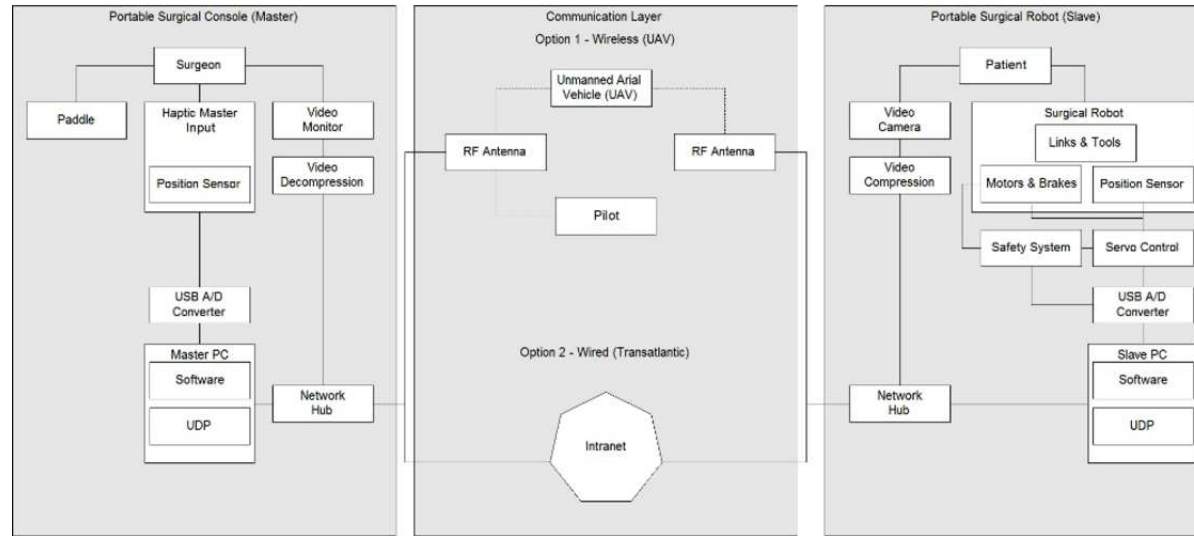 Portable Surgical Console (Master)
Surgeon
Paddle
Haptic Master
Input
Position Sensor
Video
Monitor
Video
Decompression
USB A/D
Converter
Master PC
Software
UDP
Network
Hub
Communication Layer
Option 1 - Wireless (UAV)
Unmanned Arial
Vehicle (UAV)
RF Antenna
RF Antenna
Pilot
Option 2 - Wired (Transatlantic)
Intranet
Portable Surgical Robot (Slave)
Patient
Video
Camera
Video
Compression
Surgical Robot
Links & Tools
Motors & Brakes
Position Sensor
Safety System
Servo Control
USB A/D
Converter
Slave PC
Software
UDP
Network
Hub